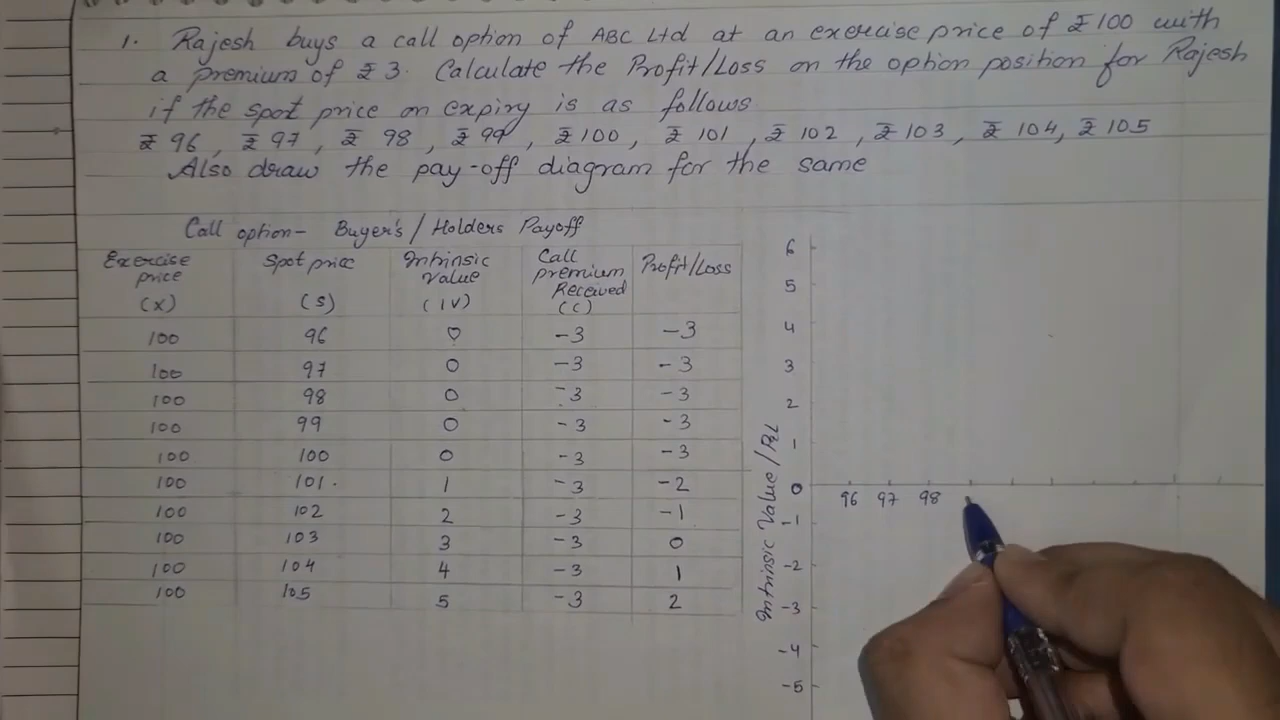 1. Rajesh buys a call option of ABC Ltd at an exercise price of ₹100 with
a premium of ₹3. Calculate the Profit/Loss on the option position for Rajesh
if the spot price on expiry is as follows
₹96, ₹97, ₹98, ₹99, ₹100, ₹101, ₹102, ₹103, ₹104, ₹105
Also draw the pay-off diagram for the same
Call option- Buyer's/Holders Payoff
Exercise price (X) Spot price (S) Intrinsic Value (IV) Call premium Received (C) Profit/Loss
100 96 0 -3 -3
100 97 0 -3 -3
100 98 0 -3 -3
100 99 0 -3 -3
100 100 0 -3 -3
100 101. 1 -3 -2
100 102 2 -3 -1
100 103 3 -3 0
100 104 4 -3 1
100 105 5 -3 2
Intrinsic Value/P&L
6
5
4
3
2
1
0
96 97 98
-1
-2
-3
-4
-5